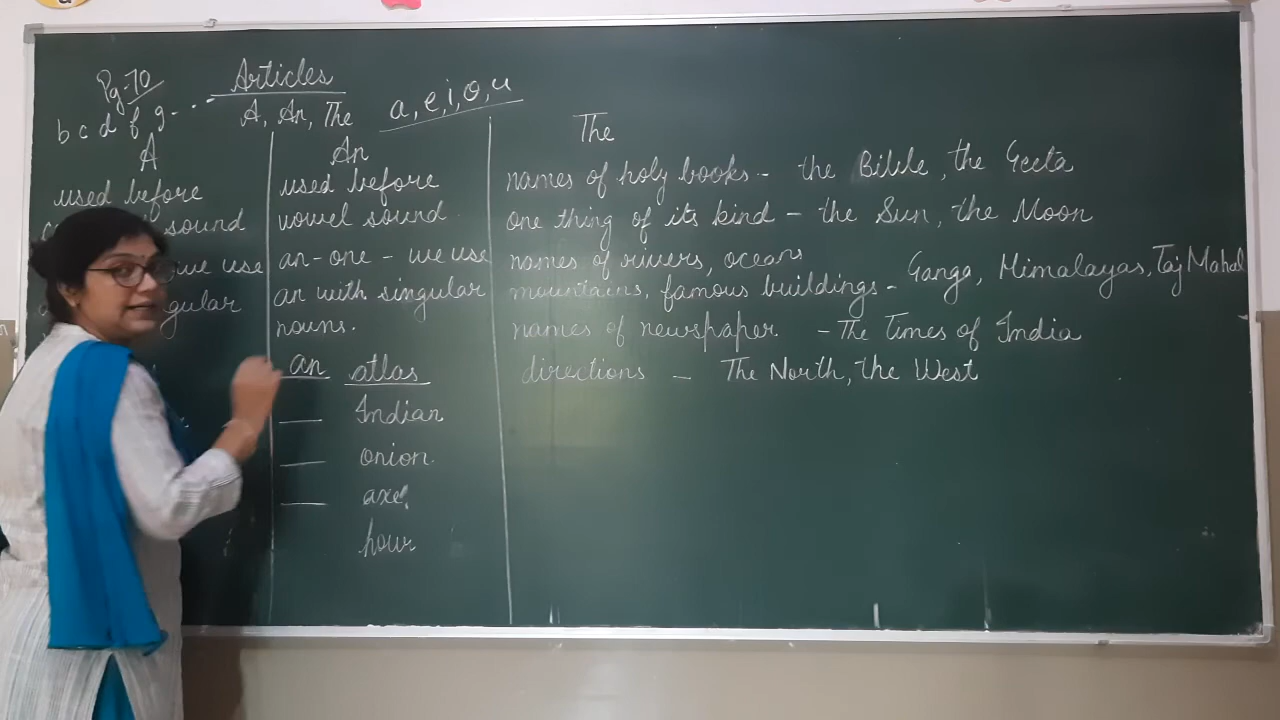 Pg-70
Articles
b c d f g - ...
A, An, The
a, e, i, o, u
A
used before
sound
we use
gular
An
used before
vowel sound
an-one - we use
an with singular
nouns.
an atlas
__ Indian
__ onion.
__ axe
hour
The
names of holy books - the Bible, the Geeta
one thing of its kind - the Sun, the Moon
names of rivers, oceans
mountains, famous buildings - Ganga, Himalayas, Taj Mahal
names of newspaper. - The Times of India
directions - The North, the West